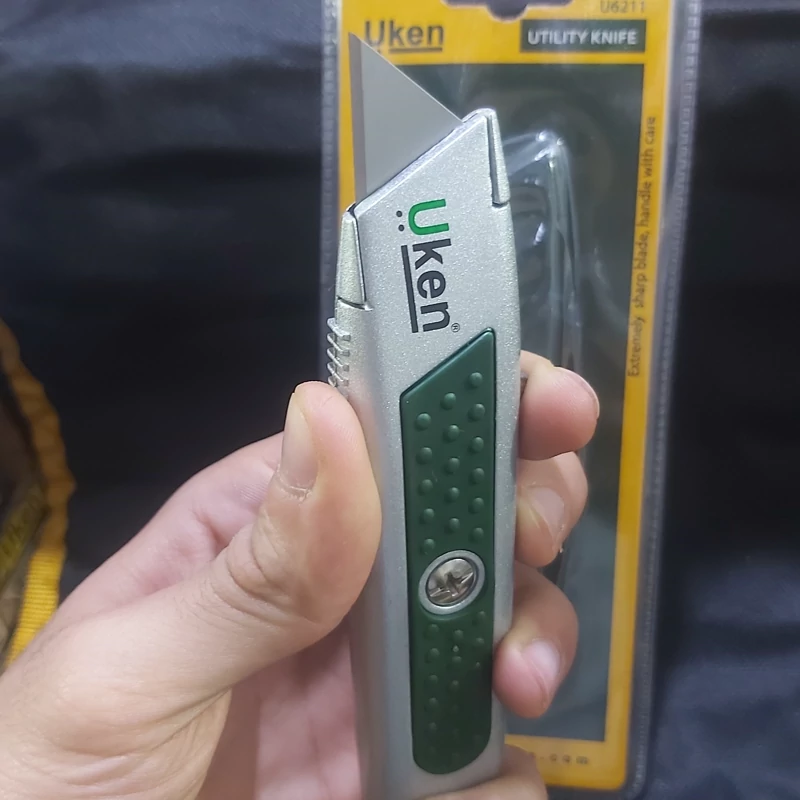 U6211
Uken
UTILITY KNIFE
Uken®
Extremely sharp blade, handle with care